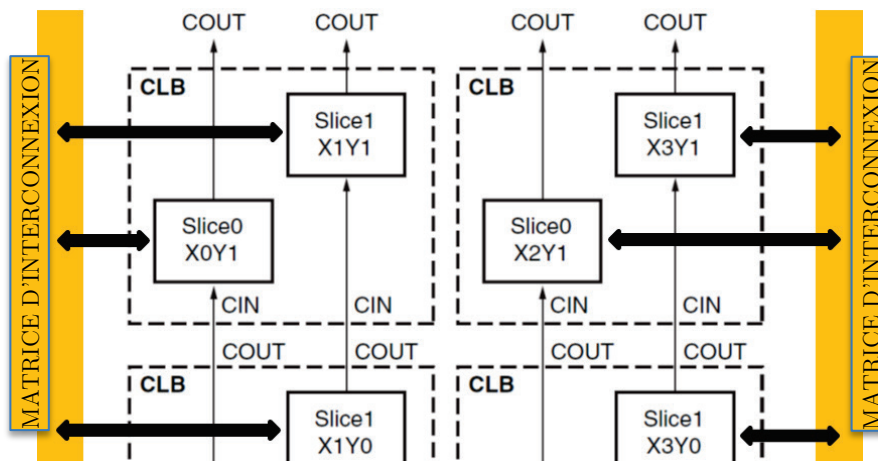 COUT COUT COUT COUT
MATRICE D'INTERCONNEXION
CLB
Slice1
X1Y1
Slice0
X0Y1
CIN CIN
CLB
Slice1
X3Y1
Slice0
X2Y1
CIN CIN
MATRICE D'INTERCONNEXION
COUT COUT
CLB
Slice1
X1Y0
COUT COUT
CLB
Slice1
X3Y0